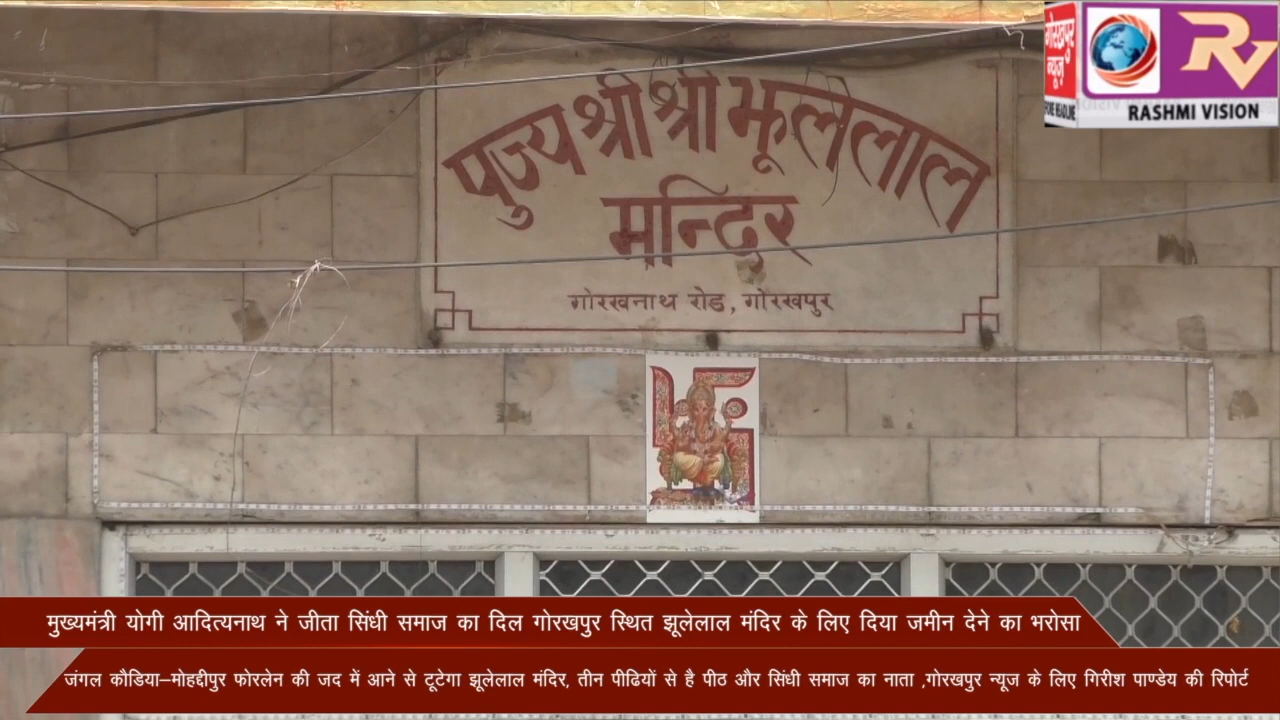 गोरखपुर न्यूज़
RASHMI VISION
पुज्य श्री श्री झूलेलाल
मन्दिर
गोरखनाथ रोड, गोरखपुर
मुख्यमंत्री योगी आदित्यनाथ ने जीता सिंधी समाज का दिल गोरखपुर स्थित झूलेलाल मंदिर के लिए दिया जमीन देने का भरोसा
जंगल कौडिया–मोहद्दीपुर फोरलेन की जद में आने से टूटेगा झूलेलाल मंदिर, तीन पीढियों से है पीठ और सिंधी समाज का नाता ,गोरखपुर न्यूज के लिए गिरीश पाण्डेय की रिपोर्ट